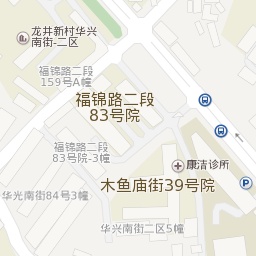 龙井新村华兴
南街-二区
福锦路二段
159号A幢
福锦路二段
83号院
福锦路二段
83号院-3幢
康洁诊所
木鱼庙街39号院
华光南街84号3幢
华兴南街二区5幢